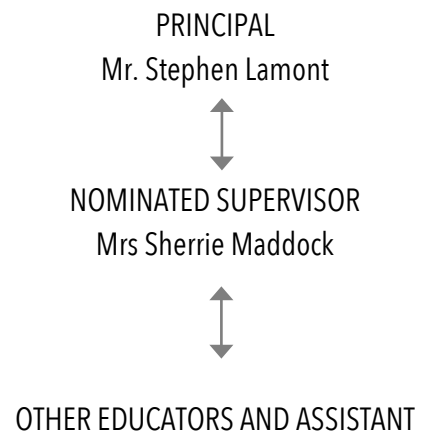 PRINCIPAL
Mr. Stephen Lamont
NOMINATED SUPERVISOR
Mrs Sherrie Maddock
OTHER EDUCATORS AND ASSISTANT